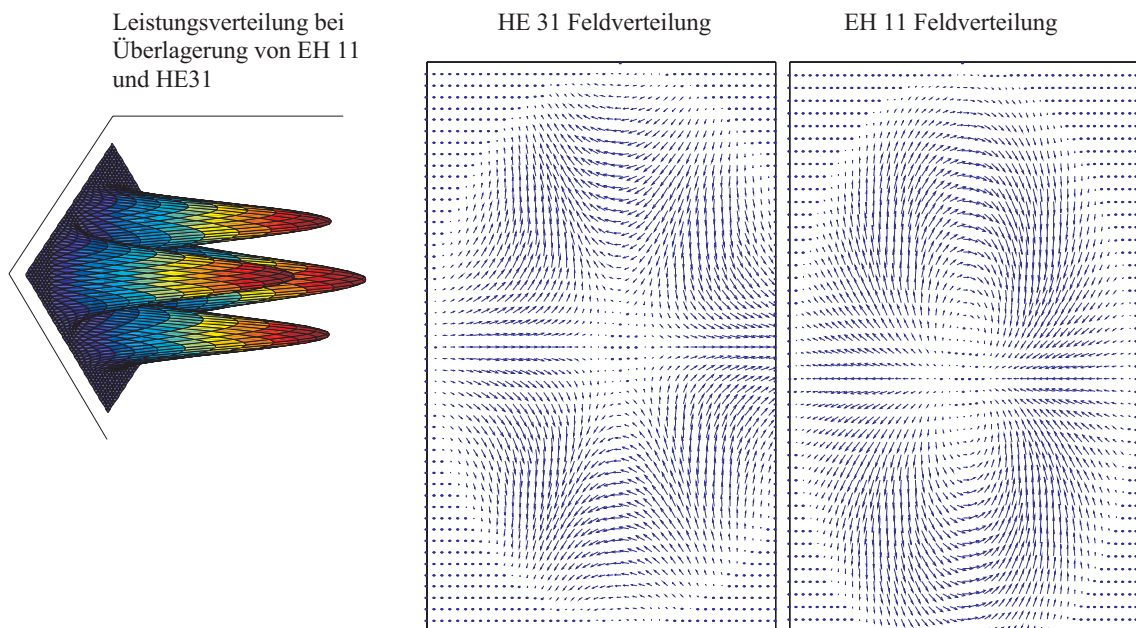 Leistungsverteilung bei
Überlagerung von EH 11
und HE31
HE 31 Feldverteilung
EH 11 Feldverteilung